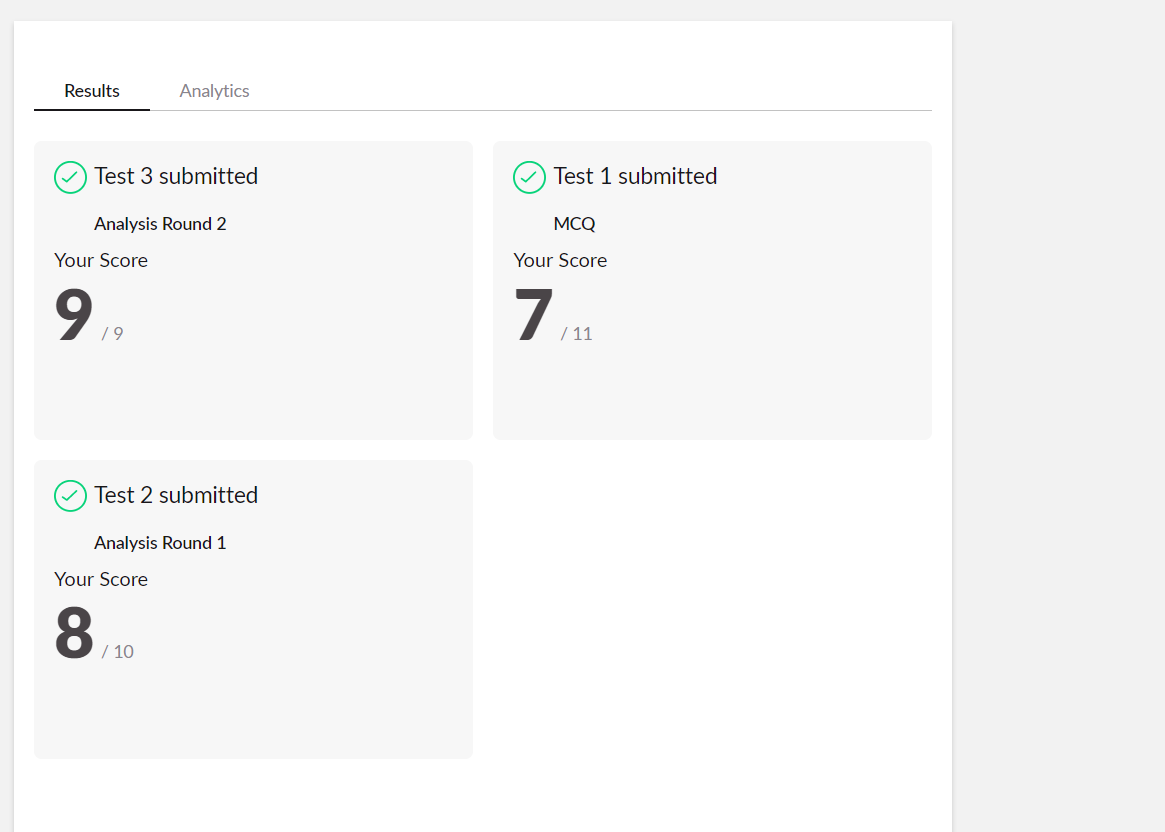 Results
Analytics
Test 3 submitted
Analysis Round 2
Your Score
9 / 9
Test 1 submitted
MCQ
Your Score
7 / 11
Test 2 submitted
Analysis Round 1
Your Score
8 / 10